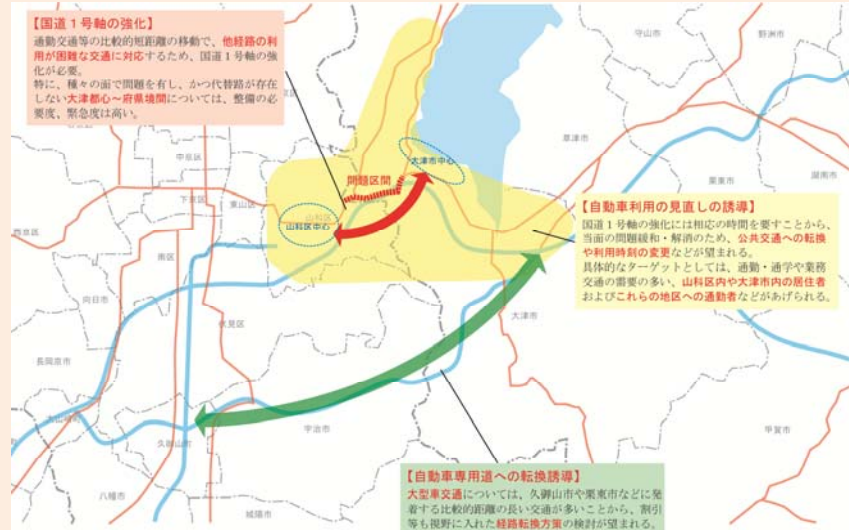 【国道1号軸の強化】
通勤交通等の比較的短距離の移動で、他経路の利
用が困難な交通に対応するため、国道1号軸の強
化が必要。
特に、種々の面で問題を有し、かつ代替路が存在
しない大津都心～府県境間については、整備の必
要度、緊急度は高い。
守山市
野洲市
草津市
大津市中心
中京区
栗東市
湖南市
問題区間
下京区
東山区
山科区
山科区中心
西京区
南区
【自動車利用の見直しの誘導】
国道1号軸の強化には相応の時間を要すことから、
当面の問題緩和・解消のため、公共交通への転換
や利用時刻の変更などが望まれる。
具体的なターゲットとしては、通勤・通学や業務
交通の需要の多い、山科区内や大津市内の居住者
およびこれらの地区への通勤者などがあげられる。
向日市
伏見区
大津市
長岡京市
大山崎町
久御山町
宇治市
甲賀市
八幡市
城陽市
【自動車専用道への転換誘導】
大型車交通については、久御山市や栗東市などに発
着する比較的距離の長い交通が多いことから、割引
等も視野に入れた経路転換方策の検討が望まれる。